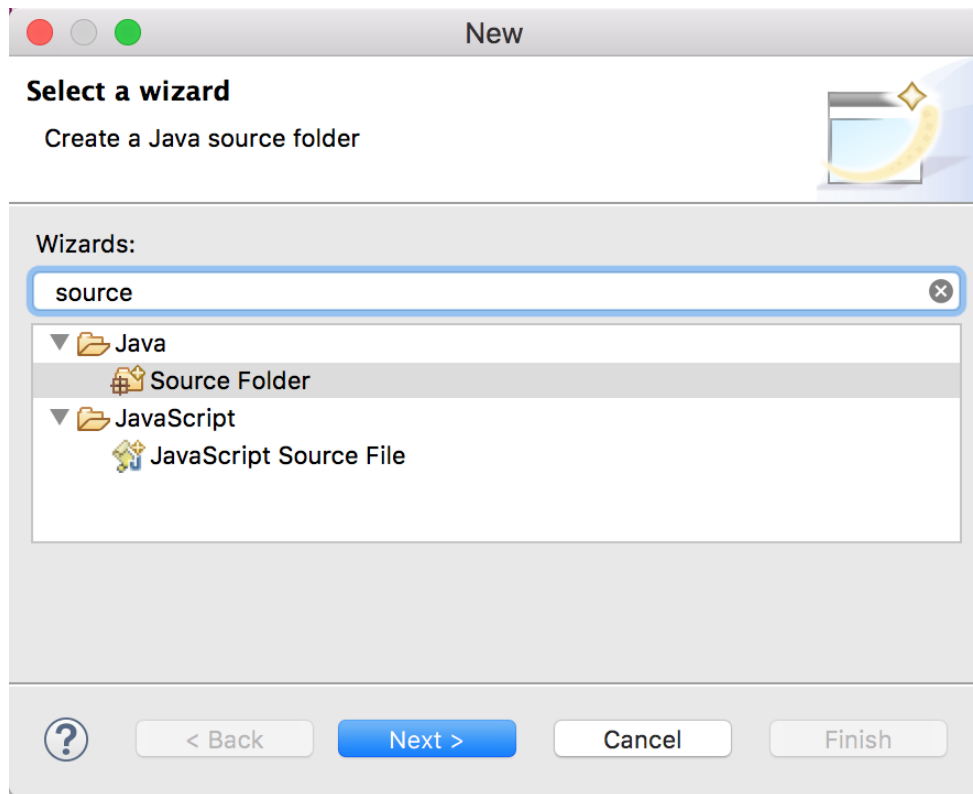 New
Select a wizard
Create a Java source folder
Wizards:
source
Java
Source Folder
JavaScript
JavaScript Source File
?
< Back
Next >
Cancel
Finish